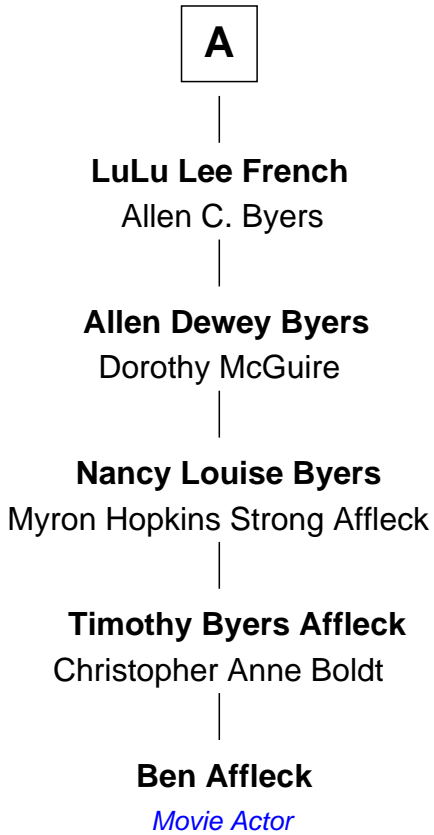 A
LuLu Lee French
Allen C. Byers
Allen Dewey Byers
Dorothy McGuire
Nancy Louise Byers
Myron Hopkins Strong Affleck
Timothy Byers Affleck
Christopher Anne Boldt
Ben Affleck
Movie Actor